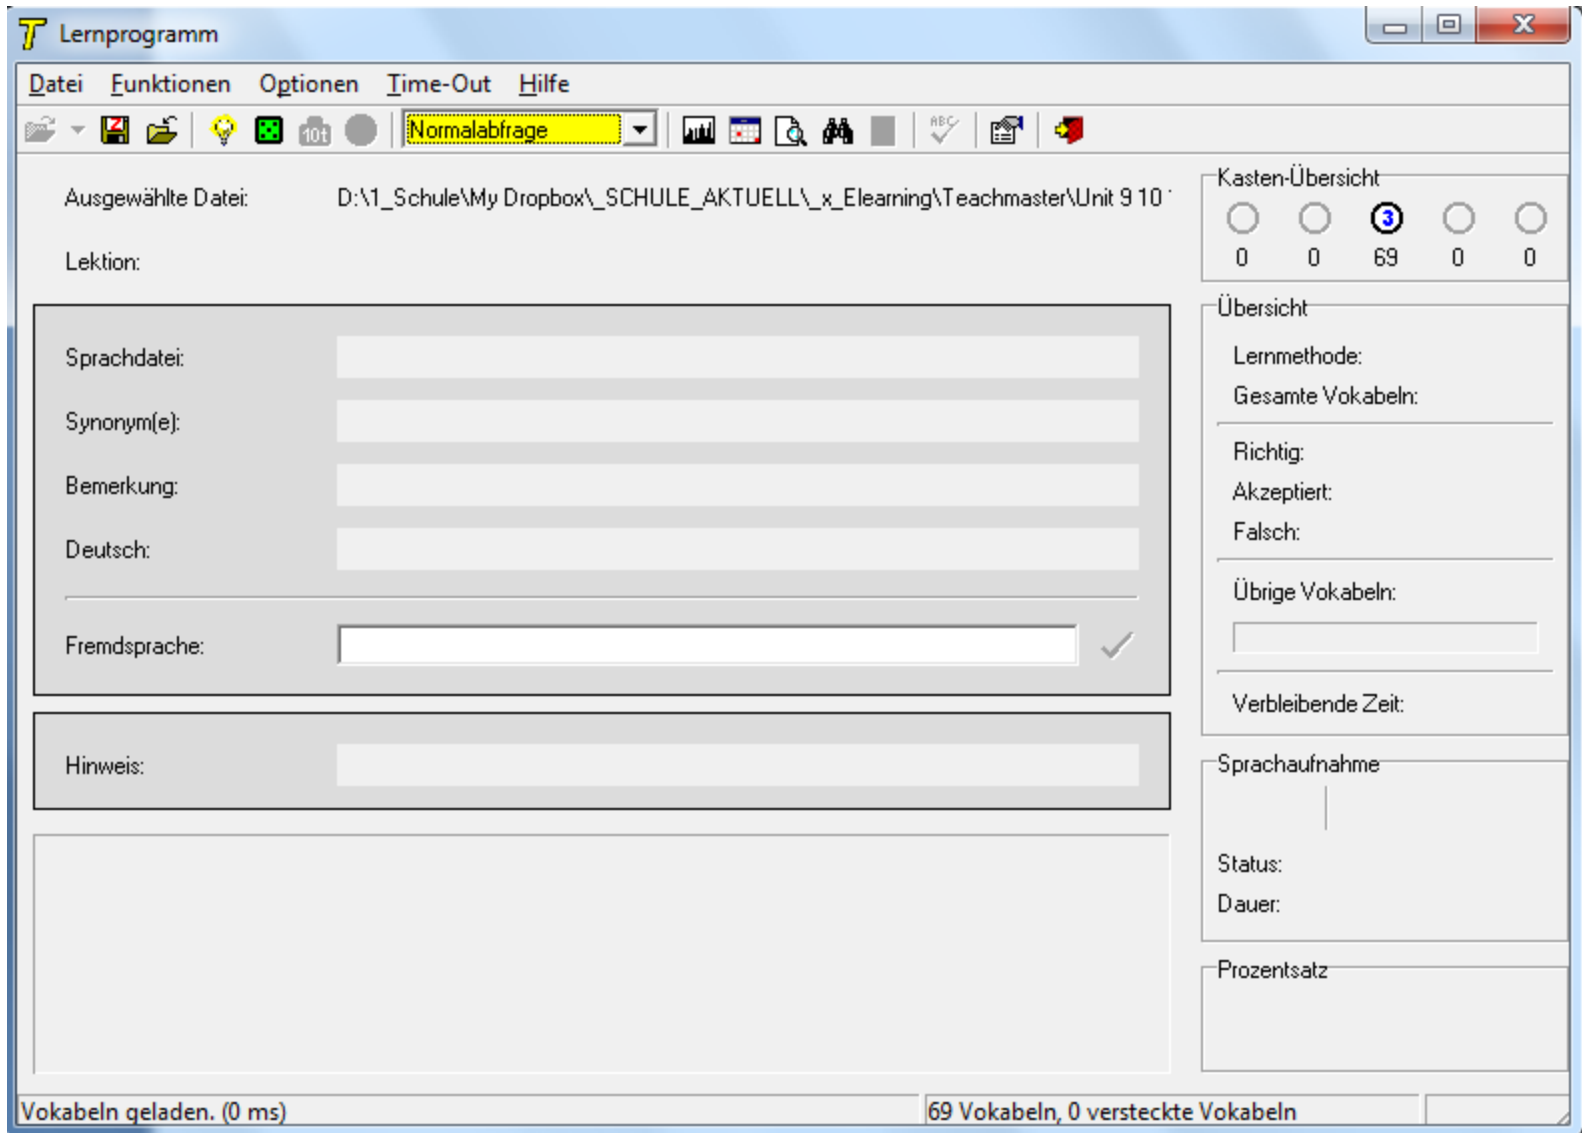 Lernprogramm
Datei Funktionen Optionen Time-Out Hilfe
10t Normalabfrage ABC
Ausgewählte Datei: D:\1_Schule\My Dropbox\_SCHULE_AKTUELL\_x_Elearning\Teachmaster\Unit 9 10
Lektion:
Sprachdatei:
Synonym(e):
Bemerkung:
Deutsch:
Fremdsprache:
Hinweis:
Kasten-Übersicht
3
0 0 69 0 0
Übersicht
Lernmethode:
Gesamte Vokabeln:
Richtig:
Akzeptiert:
Falsch:
Übrige Vokabeln:
Verbleibende Zeit:
Sprachaufnahme
Status:
Dauer:
Prozentsatz
Vokabeln geladen. (0 ms) 69 Vokabeln, 0 versteckte Vokabeln